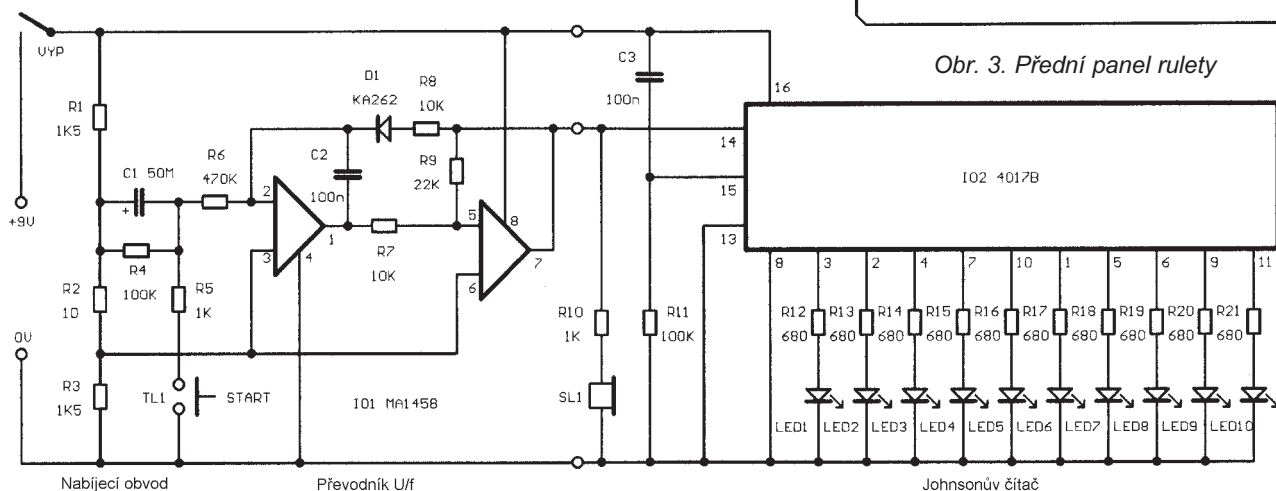 VYP
+9V
0V
R1
1K5
C1 50M
+
R4
100K
R2
10
R3
1K5
R5
1K
TL1
START
R6
470K
2
3
1
4
C2
100n
D1
KA262
R8
10K
R9
22K
R7
10K
5
6
8
7
IO1 MA1458
R10
1K
SL1
C3
100n
R11
100K
Obr. 3. Přední panel rulety
16
14
15
13
IO2 4017B
8 3 2 4 7 10 1 5 6 9 11
R12 R13 R14 R15 R16 R17 R18 R19 R20 R21
680 680 680 680 680 680 680 680 680 680
LED1 LED2 LED3 LED4 LED5 LED6 LED7 LED8 LED9 LED10
Nabíjecí obvod
Převodník U/f
Johnsonův čítač